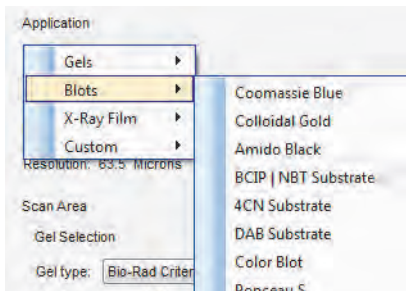 Application
Gels
Blots
X-Ray Film
Custom
Resolution: 63.5 Microns
Scan Area
Gel Selection
Gel type: Bio-Rad Criter
Coomassie Blue
Colloidal Gold
Amido Black
BCIP | NBT Substrate
4CN Substrate
DAB Substrate
Color Blot
Ponceau S